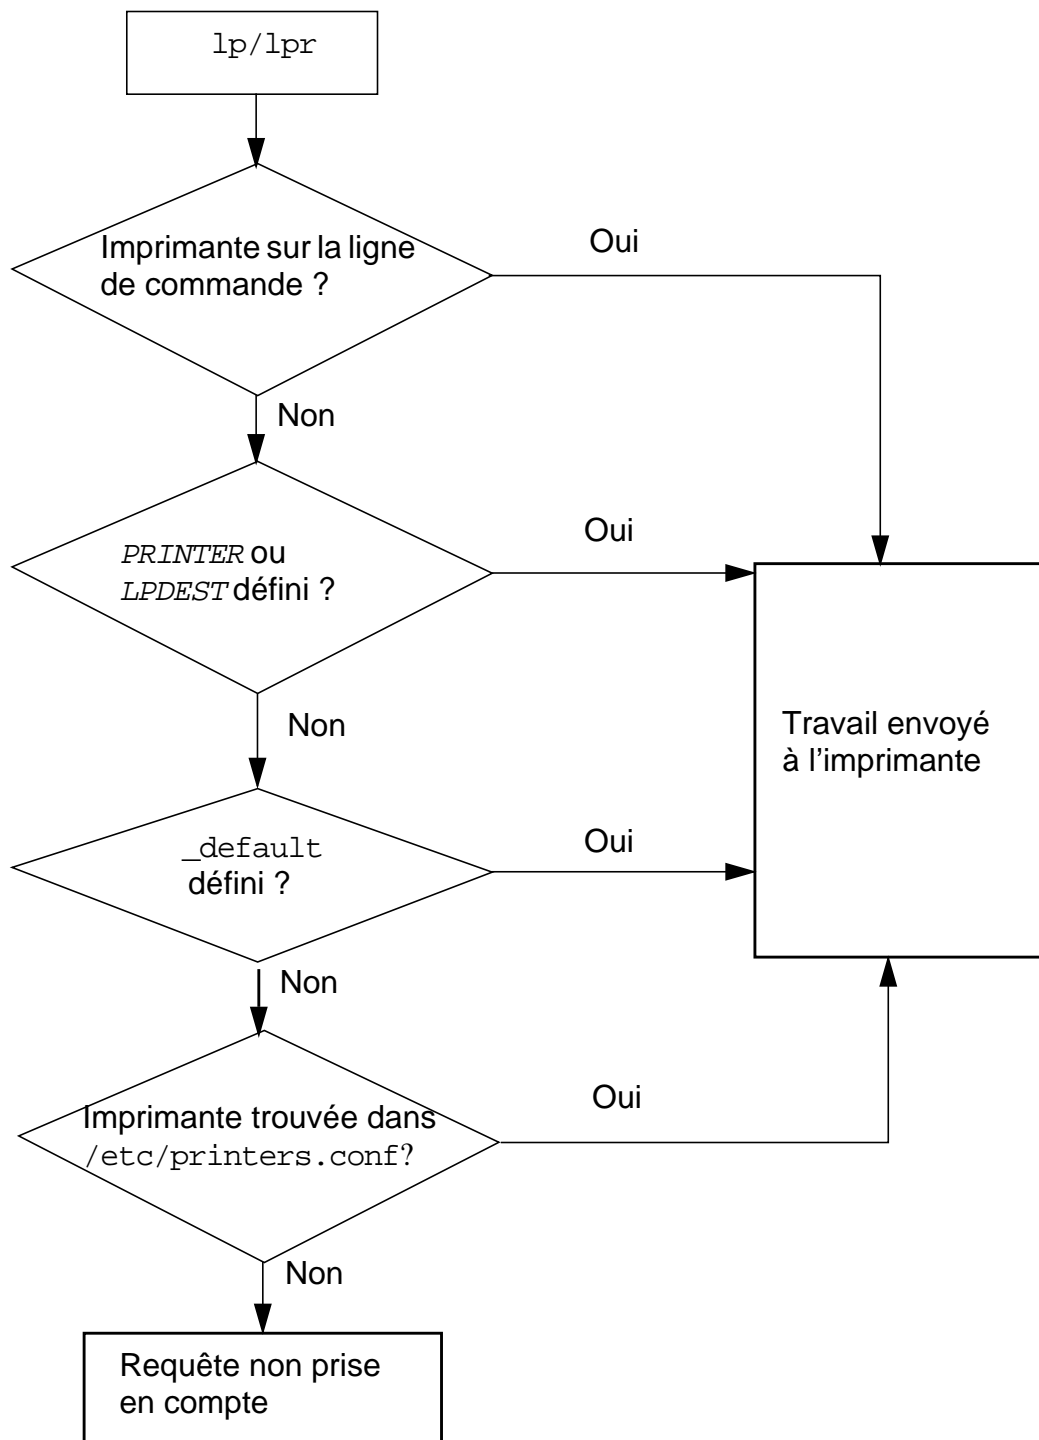 lp/lpr
Imprimante sur la ligne
de commande ?
Oui
Non
PRINTER ou
LPDEST défini ?
Oui
Non
Travail envoyé
à l’imprimante
_default
défini ?
Oui
Non
Imprimante trouvée dans
/etc/printers.conf?
Oui
Non
Requête non prise
en compte